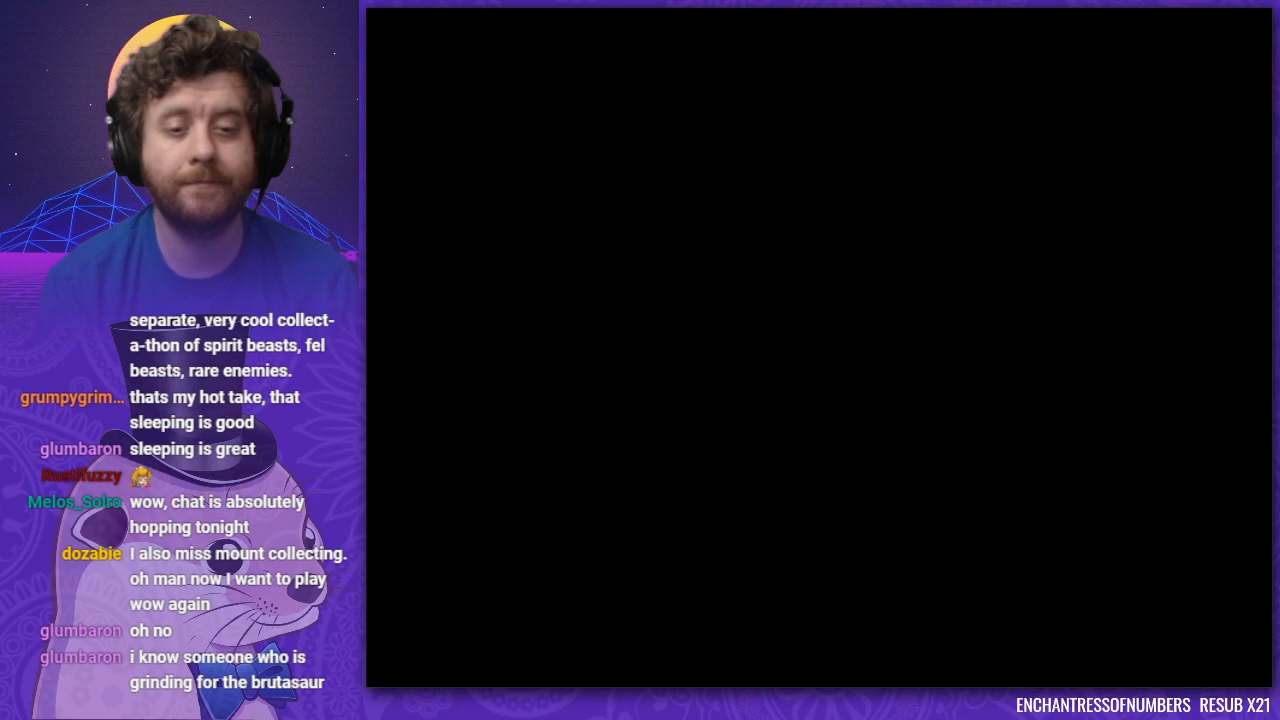 separate, very cool collect-
a-thon of spirit beasts, fel
beasts, rare enemies.
grumpygrim… thats my hot take, that
sleeping is good
glumbaron sleeping is great
Rustifuzzy
Melos_Solro wow, chat is absolutely
hopping tonight
dozabie I also miss mount collecting.
oh man now I want to play
wow again
glumbaron oh no
glumbaron i know someone who is
grinding for the brutasaur
ENCHANTRESSOFNUMBERS RESUB X21